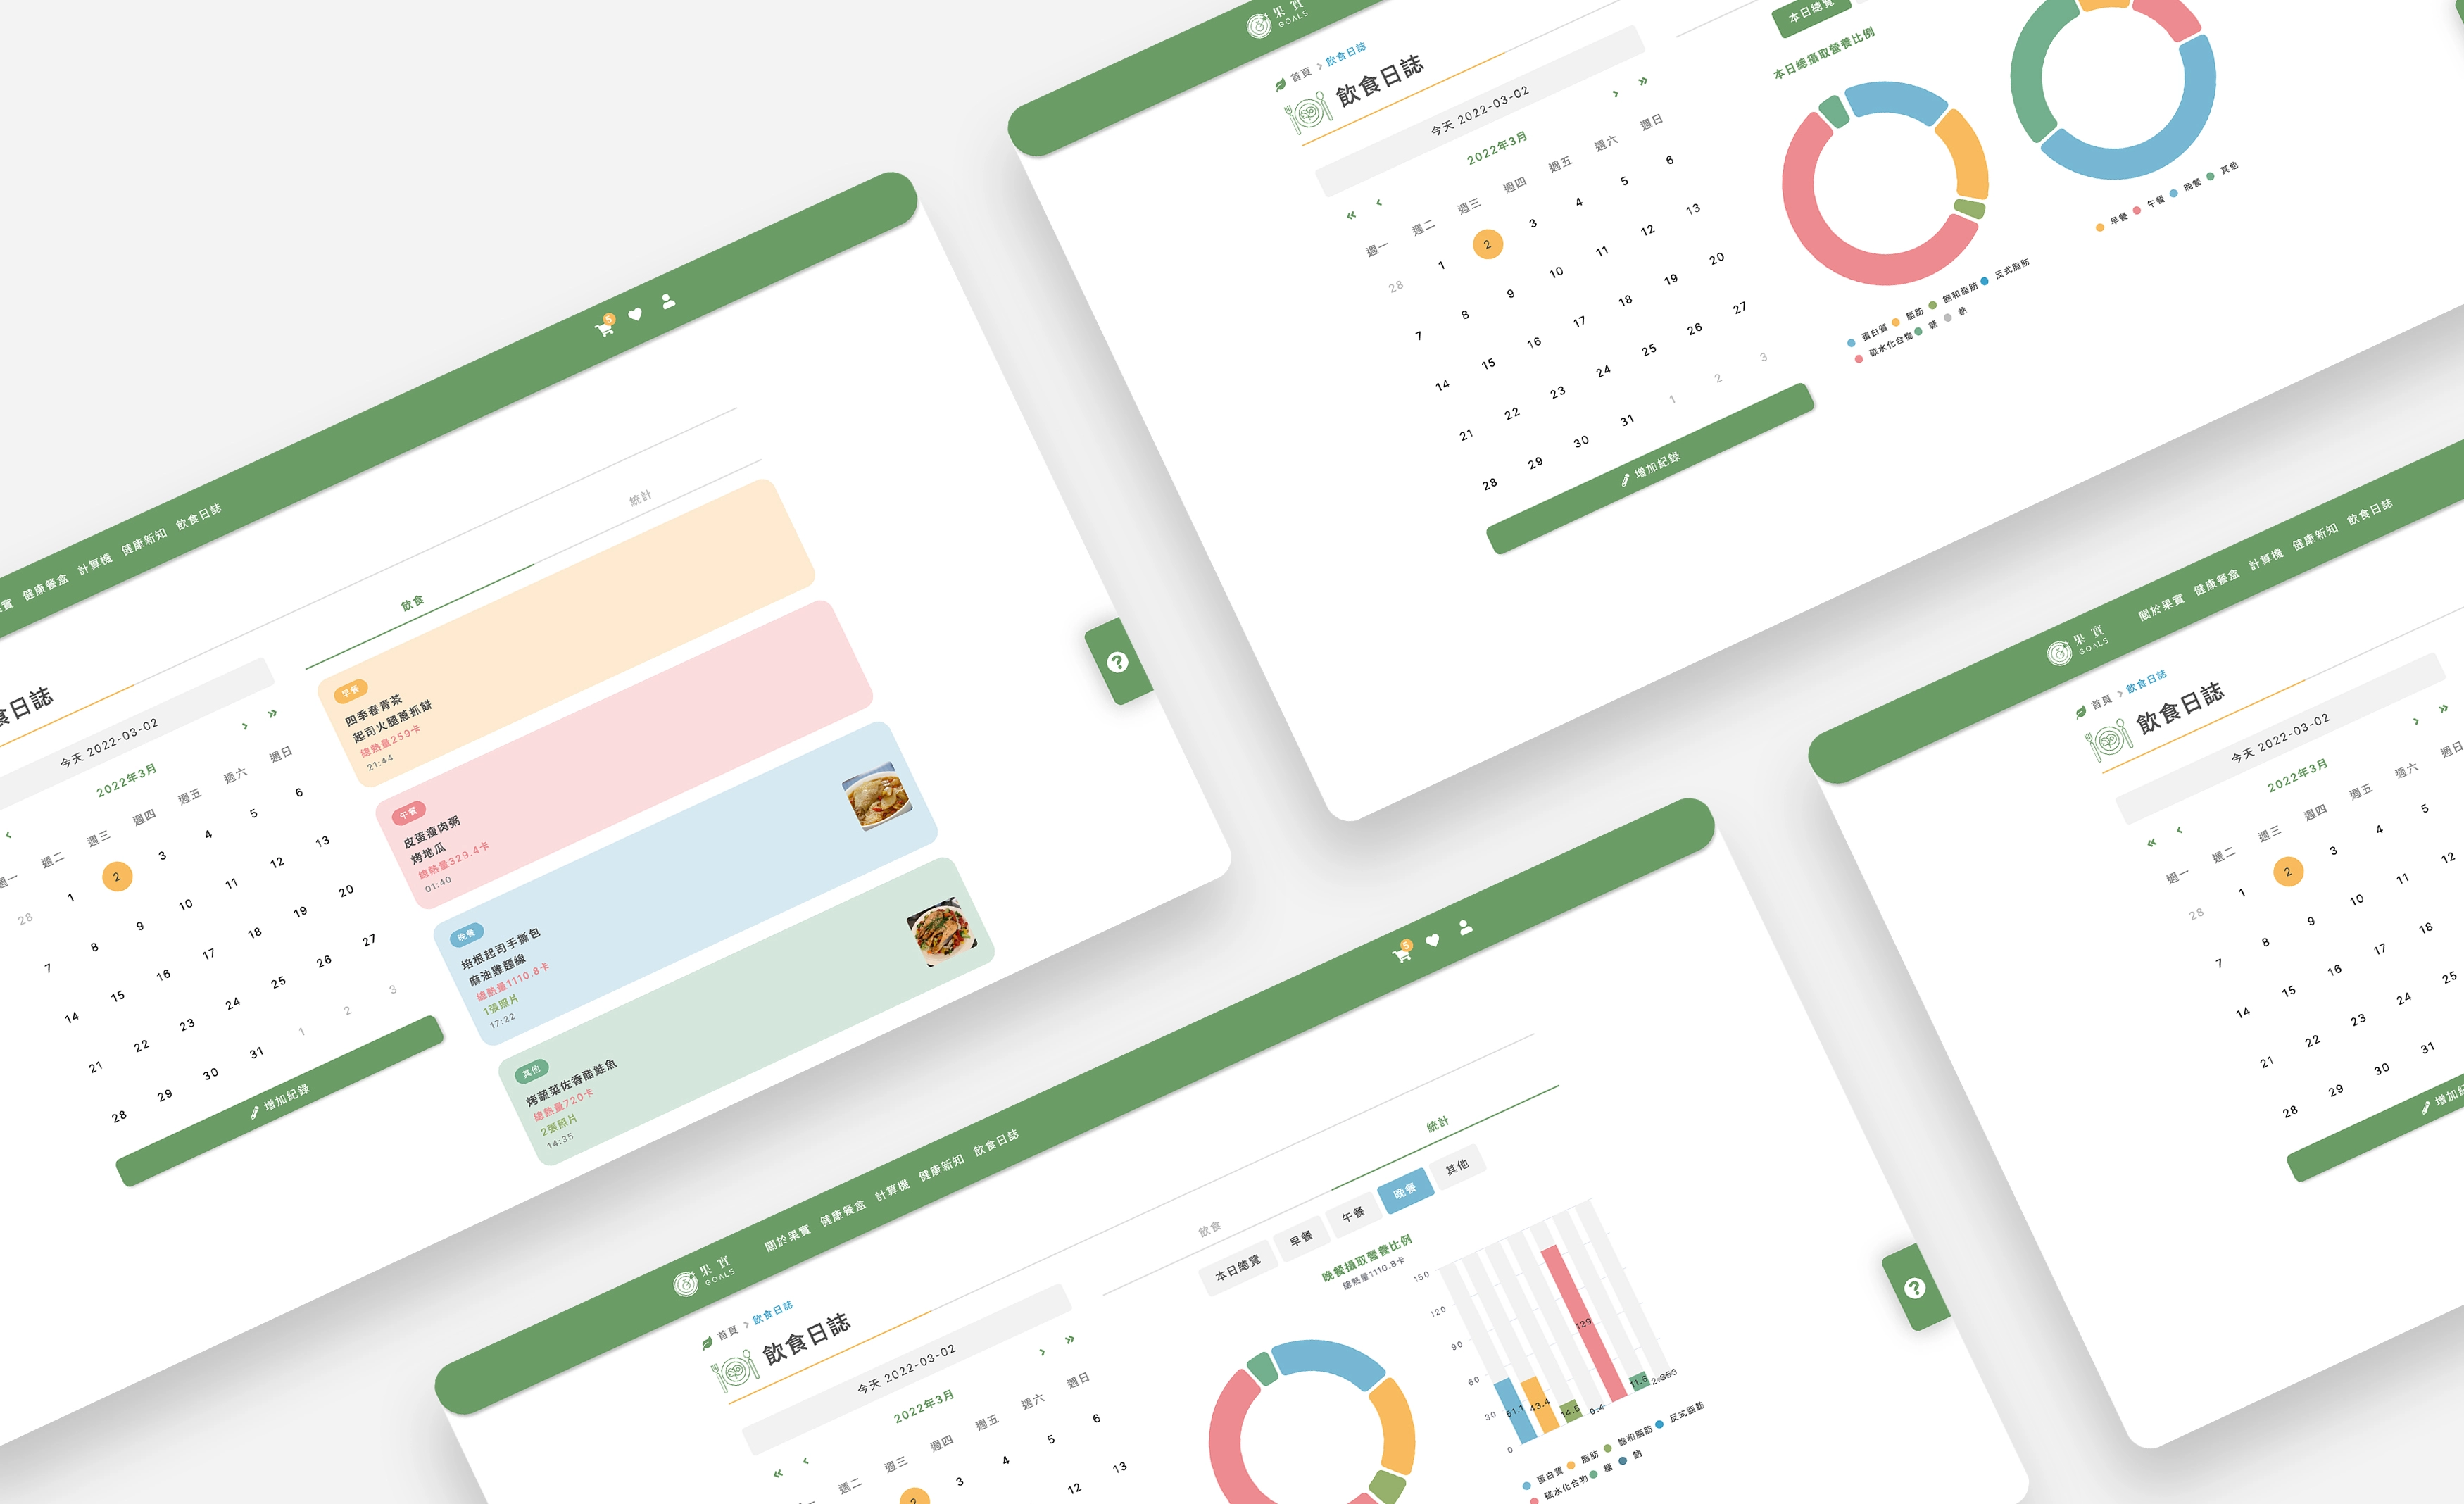 健康餐盒 計算機 健康新知 飲食日誌
5
食日誌
今天 2022-03-02
2022年3月
週二 週三 週四 週五 週六 週日
28 1 2 3 4 5 6
7 8 9 10 11 12 13
14 15 16 17 18 19 20
21 22 23 24 25 26 27
28 29 30 31 1 2 3
增加紀錄
飲食
統計
早餐
四季春青茶
起司火腿蔥抓餅
總熱量259卡
21:44
午餐
皮蛋瘦肉粥
烤地瓜
總熱量329.4卡
01:40
晚餐
培根起司手撕包
麻油雞麵線
總熱量1110.8卡
1張照片
17:22
其他
烤蔬菜佐香醋鮭魚
總熱量720卡
2張照片
14:35
?
果實
GOALS
首頁 > 飲食日誌
飲食日誌
今天 2022-03-02
2022年3月
週一 週二 週三 週四 週五 週六 週日
28 1 2 3 4 5 6
7 8 9 10 11 12 13
14 15 16 17 18 19 20
21 22 23 24 25 26 27
28 29 30 31 1 2 3
增加紀錄
本日總覽
本日總攝取營養比例
蛋白質 脂肪 飽和脂肪 反式脂肪
碳水化合物 糖 鈉
早餐 午餐 晚餐 其他
果實
GOALS
關於果實 健康餐盒 計算機 健康新知 飲食日誌
5
首頁 > 飲食日誌
飲食日誌
今天 2022-03-02
2022年3月
週二 週三 週四 週五 週六 週日
2 3 4 5 6
12 13
飲食
統計
本日總覽 早餐 午餐 晚餐 其他
晚餐攝取營養比例
總熱量1110.8卡
150
120
90
60
30
0
51.1 43.4 14.5 0.4 129 11.8
蛋白質 脂肪 飽和脂肪 反式脂肪
碳水化合物 糖 鈉
?
果實
GOALS
關於果實 健康餐盒 計算機 健康新知 飲食日誌
首頁 > 飲食日誌
飲食日誌
今天 2022-03-02
2022年3月
週一 週二 週三 週四 週五 週六 週日
28 1 2 3 4 5
7 8 9 10 11 12
14 15 16 17 18
21 22 23 24 25
28 29 30 31
增加